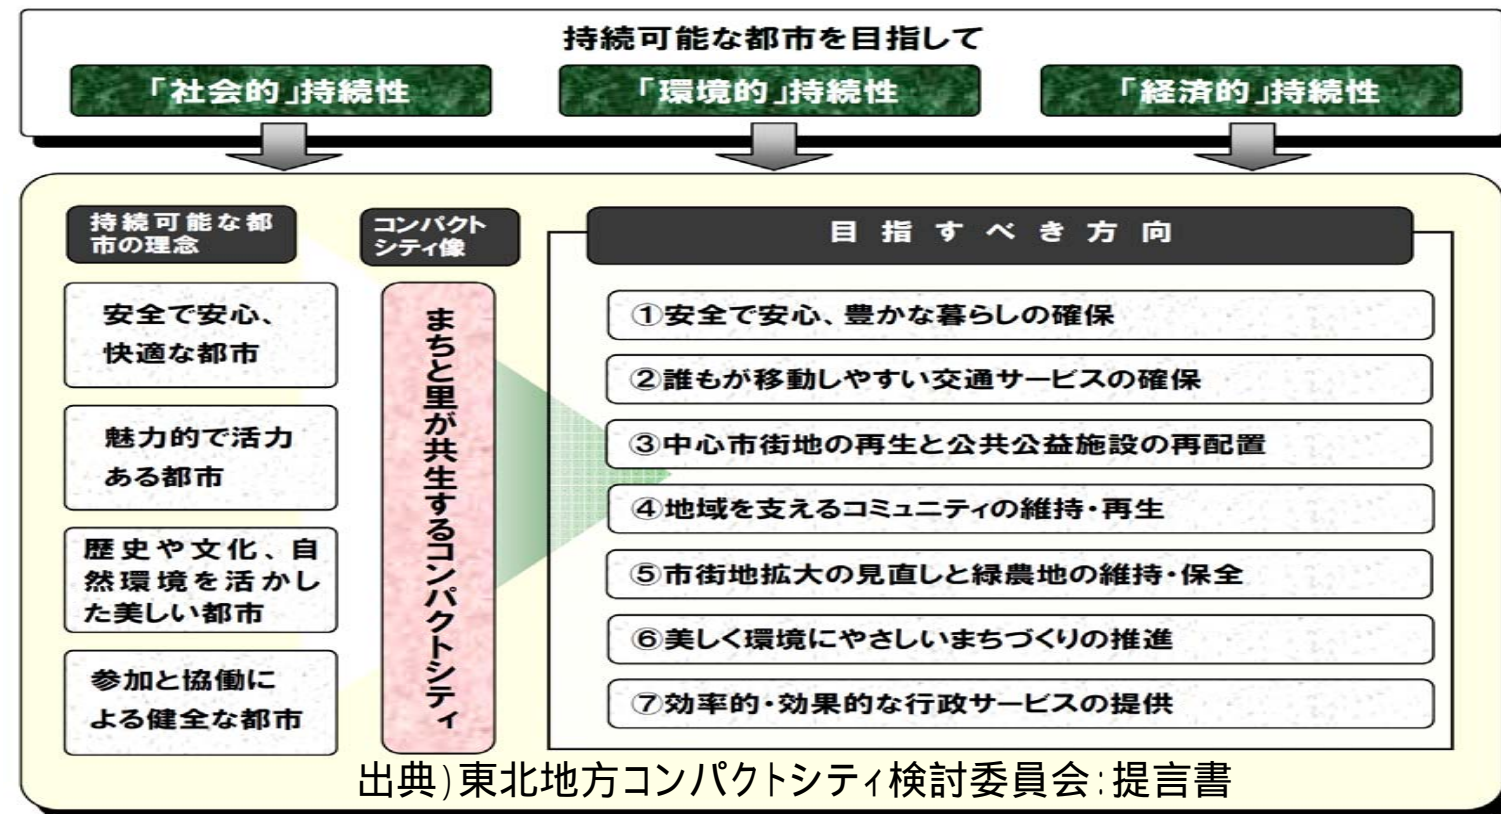 持続可能な都市を目指して
「社会的」持続性
「環境的」持続性
「経済的」持続性
持続可能な都
市の理念
安全で安心、
快適な都市
魅力的で活力
ある都市
歴史や文化、自
然環境を活かし
た美しい都市
参加と協働に
よる健全な都市
コンパクト
シティ像
まちと里が共生するコンパクトシティ
目指すべき方向
①安全で安心、豊かな暮らしの確保
②誰もが移動しやすい交通サービスの確保
③中心市街地の再生と公共公益施設の再配置
④地域を支えるコミュニティの維持・再生
⑤市街地拡大の見直しと緑農地の維持・保全
⑥美しく環境にやさしいまちづくりの推進
⑦効率的・効果的な行政サービスの提供
出典)東北地方コンパクトシティ検討委員会:提言書